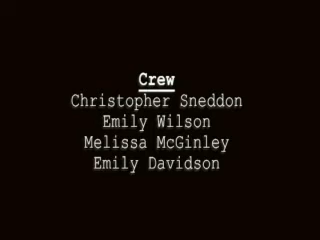 Crew
Christopher Sneddon
Emily Wilson
Melissa McGinley
Emily Davidson